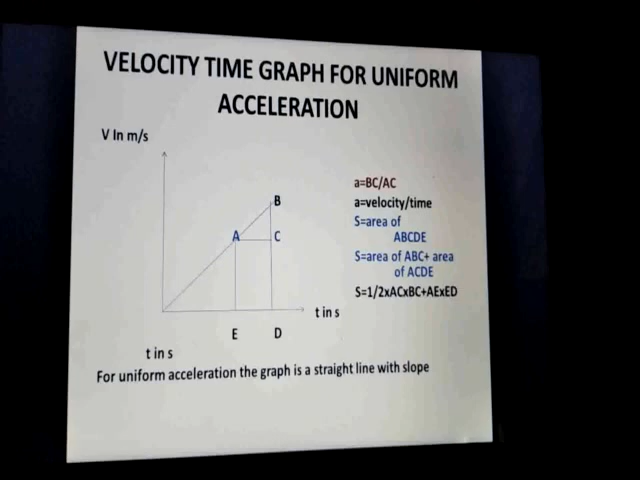 VELOCITY TIME GRAPH FOR UNIFORM
ACCELERATION
V In m/s
a=BC/AC
a=velocity/time
S=area of
ABCDE
S=area of ABC+ area
of ACDE
S=1/2xACxBC+AExED
B
A
C
t in s
E
D
t in s
For uniform acceleration the graph is a straight line with slope